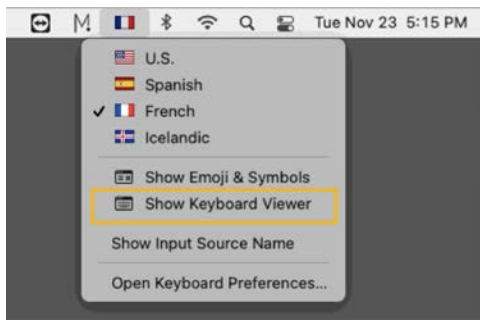 Tue Nov 23 5:15 PM
U.S.
Spanish
French
Icelandic
Show Emoji & Symbols
Show Keyboard Viewer
Show Input Source Name
Open Keyboard Preferences...